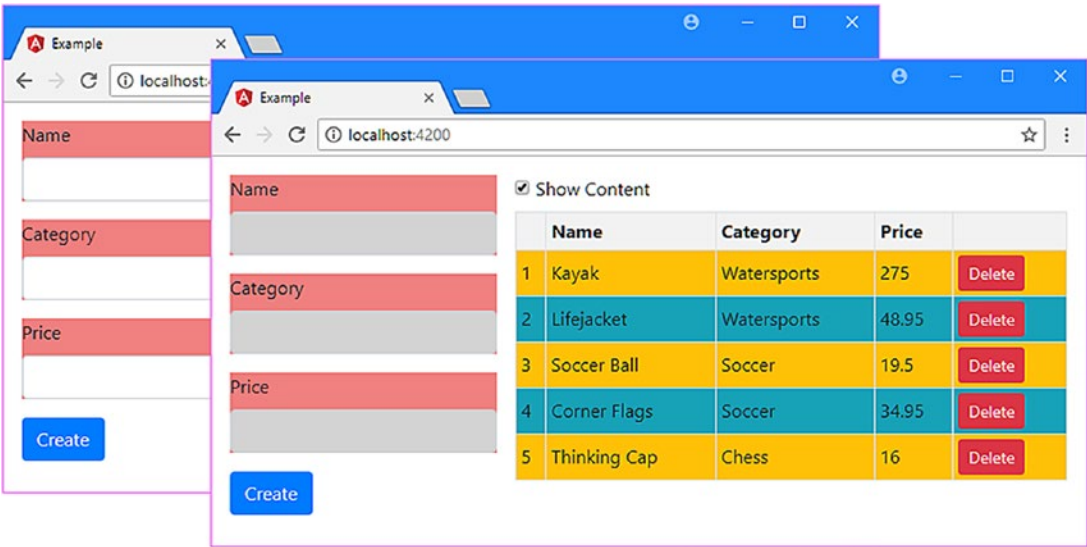 Example
localhost:
Name
Category
Price
Create
Example
localhost:4200
Name
Category
Price
Create
Show Content
Name Category Price
1 Kayak Watersports 275 Delete
2 Lifejacket Watersports 48.95 Delete
3 Soccer Ball Soccer 19.5 Delete
4 Corner Flags Soccer 34.95 Delete
5 Thinking Cap Chess 16 Delete